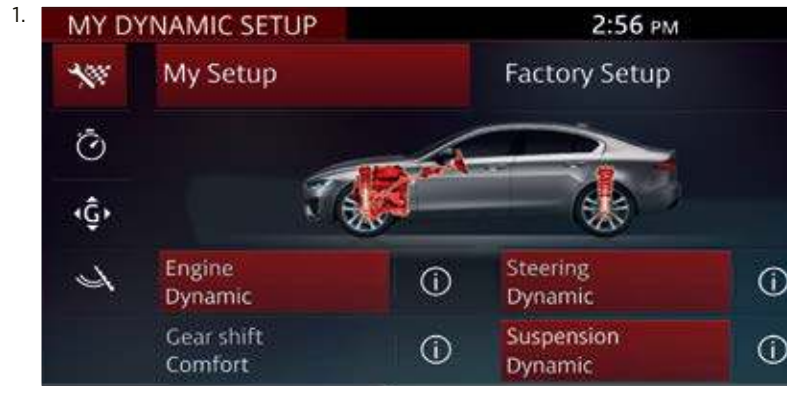 1.
MY DYNAMIC SETUP
2:56 PM
My Setup
Factory Setup
G
Engine
Dynamic
Steering
Dynamic
Gear shift
Comfort
Suspension
Dynamic